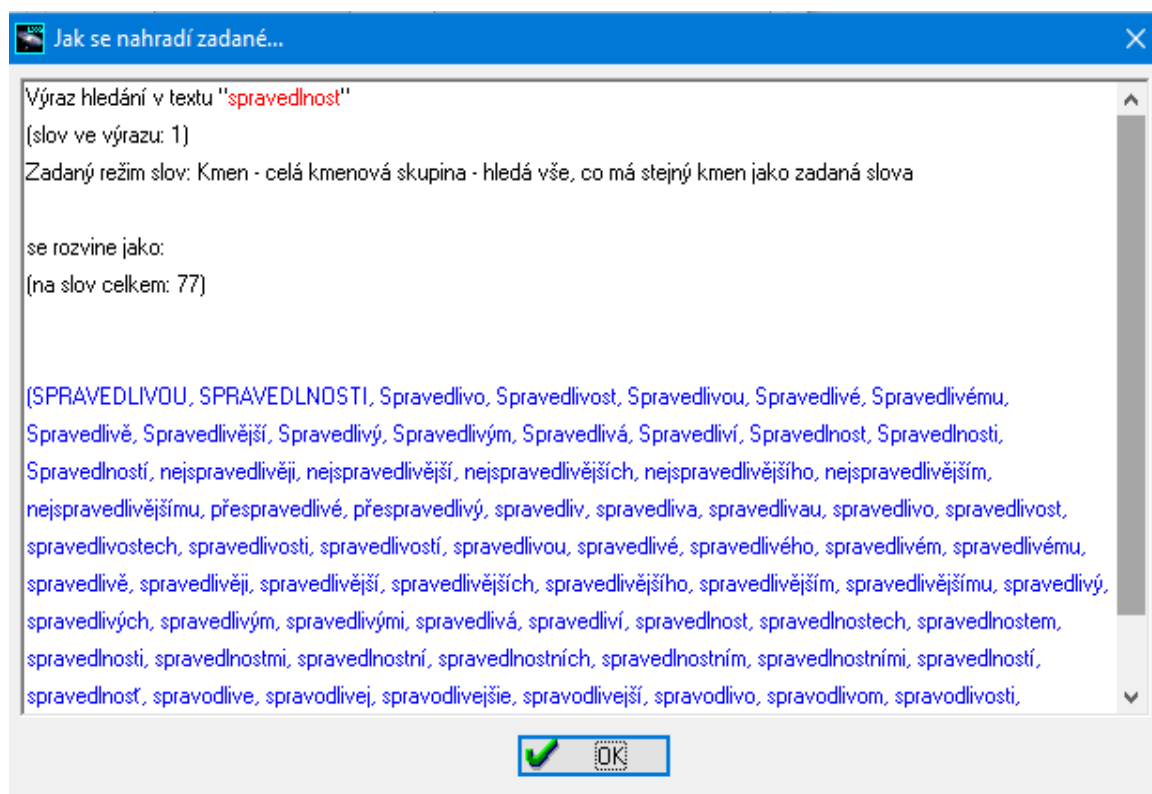 Jak se nahradí zadané...
Výraz hledání v textu "spravedlnost"
(slov ve výrazu: 1)
Zadaný režim slov: Kmen - celá kmenová skupina - hledá vše, co má stejný kmen jako zadaná slova
se rozvine jako:
(na slov celkem: 77)
(SPRAVEDLIVOU, SPRAVEDLNOSTI, Spravedlivo, Spravedlivost, Spravedlivou, Spravedlivé, Spravedlivému,
Spravedlivě, Spravedlivější, Spravedlivý, Spravedlivým, Spravedlivá, Spravedliví, Spravedlnost, Spravedlnosti,
Spravedlností, nejspravedlivěji, nejspravedlivější, nejspravedlivějších, nejspravedlivějšího, nejspravedlivějším,
nejspravedlivějšímu, přespravedlivé, přespravedlivý, spravedliv, spravedliva, spravedlivau, spravedlivo, spravedlivost,
spravedlivostech, spravedlivosti, spravedlivostí, spravedlivou, spravedlivé, spravedlivého, spravedlivém, spravedlivému,
spravedlivě, spravedlivěji, spravedlivější, spravedlivějších, spravedlivějšího, spravedlivějším, spravedlivějšímu, spravedlivý,
spravedlivých, spravedlivým, spravedlivými, spravedlivá, spravedliví, spravedlnost, spravedlnostech, spravedlnostem,
spravedlnosti, spravedlnostmi, spravedlnostní, spravedlnostních, spravedlnostním, spravedlnostními, spravedlností,
spravedlnosť, spravodlive, spravodlivej, spravodlivejšie, spravodlivejší, spravodlivo, spravodlivom, spravodlivosti,
OK